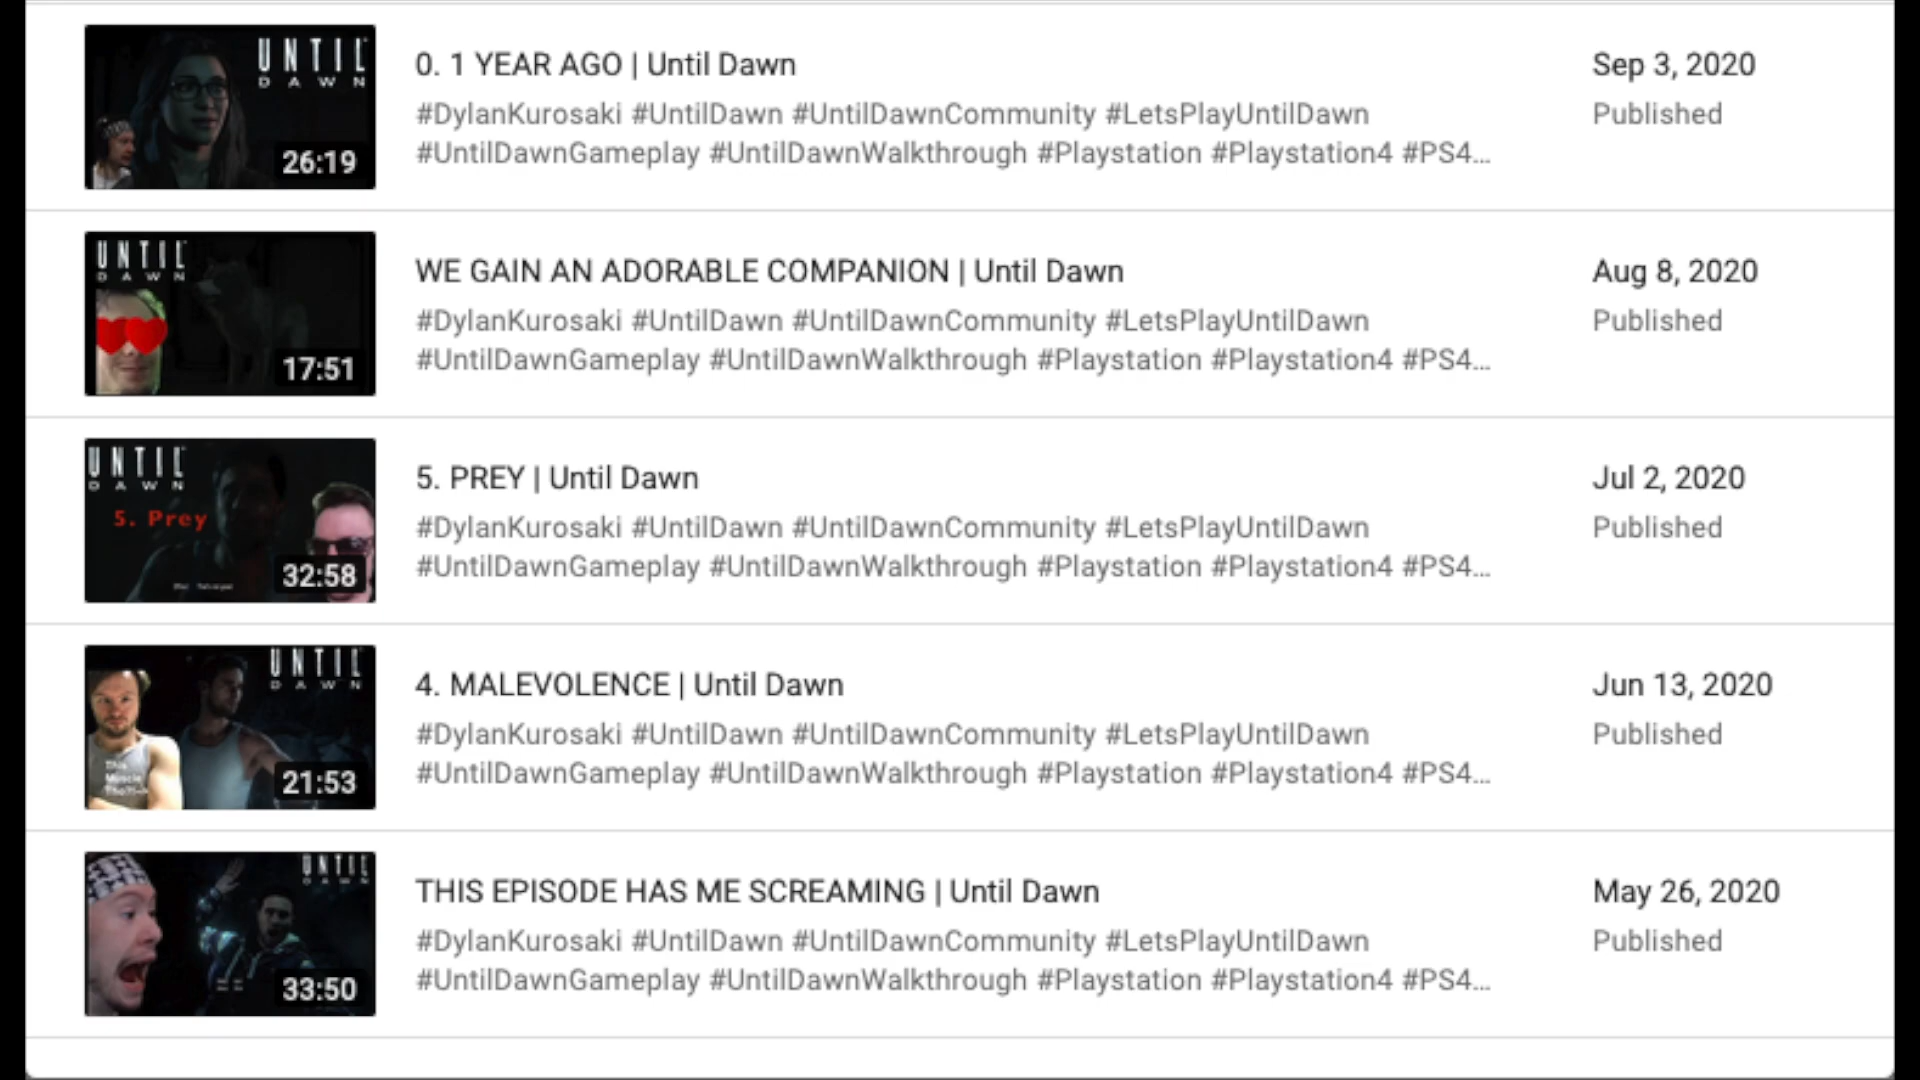 UNTIL
DAWN
26:19
0. 1 YEAR AGO | Until Dawn
#DylanKurosaki #UntilDawn #UntilDawnCommunity #LetsPlayUntilDawn
#UntilDawnGameplay #UntilDawnWalkthrough #Playstation #Playstation4 #PS4...
Sep 3, 2020
Published
UNTIL
DAWN
17:51
WE GAIN AN ADORABLE COMPANION | Until Dawn
#DylanKurosaki #UntilDawn #UntilDawnCommunity #LetsPlayUntilDawn
#UntilDawnGameplay #UntilDawnWalkthrough #Playstation #Playstation4 #PS4...
Aug 8, 2020
Published
UNTIL
DAWN
5. Prey
32:58
5. PREY | Until Dawn
#DylanKurosaki #UntilDawn #UntilDawnCommunity #LetsPlayUntilDawn
#UntilDawnGameplay #UntilDawnWalkthrough #Playstation #Playstation4 #PS4...
Jul 2, 2020
Published
UNTIL
DAWN
This
Muscle
21:53
4. MALEVOLENCE | Until Dawn
#DylanKurosaki #UntilDawn #UntilDawnCommunity #LetsPlayUntilDawn
#UntilDawnGameplay #UntilDawnWalkthrough #Playstation #Playstation4 #PS4...
Jun 13, 2020
Published
UNTIL
DAWN
33:50
THIS EPISODE HAS ME SCREAMING | Until Dawn
#DylanKurosaki #UntilDawn #UntilDawnCommunity #LetsPlayUntilDawn
#UntilDawnGameplay #UntilDawnWalkthrough #Playstation #Playstation4 #PS4...
May 26, 2020
Published